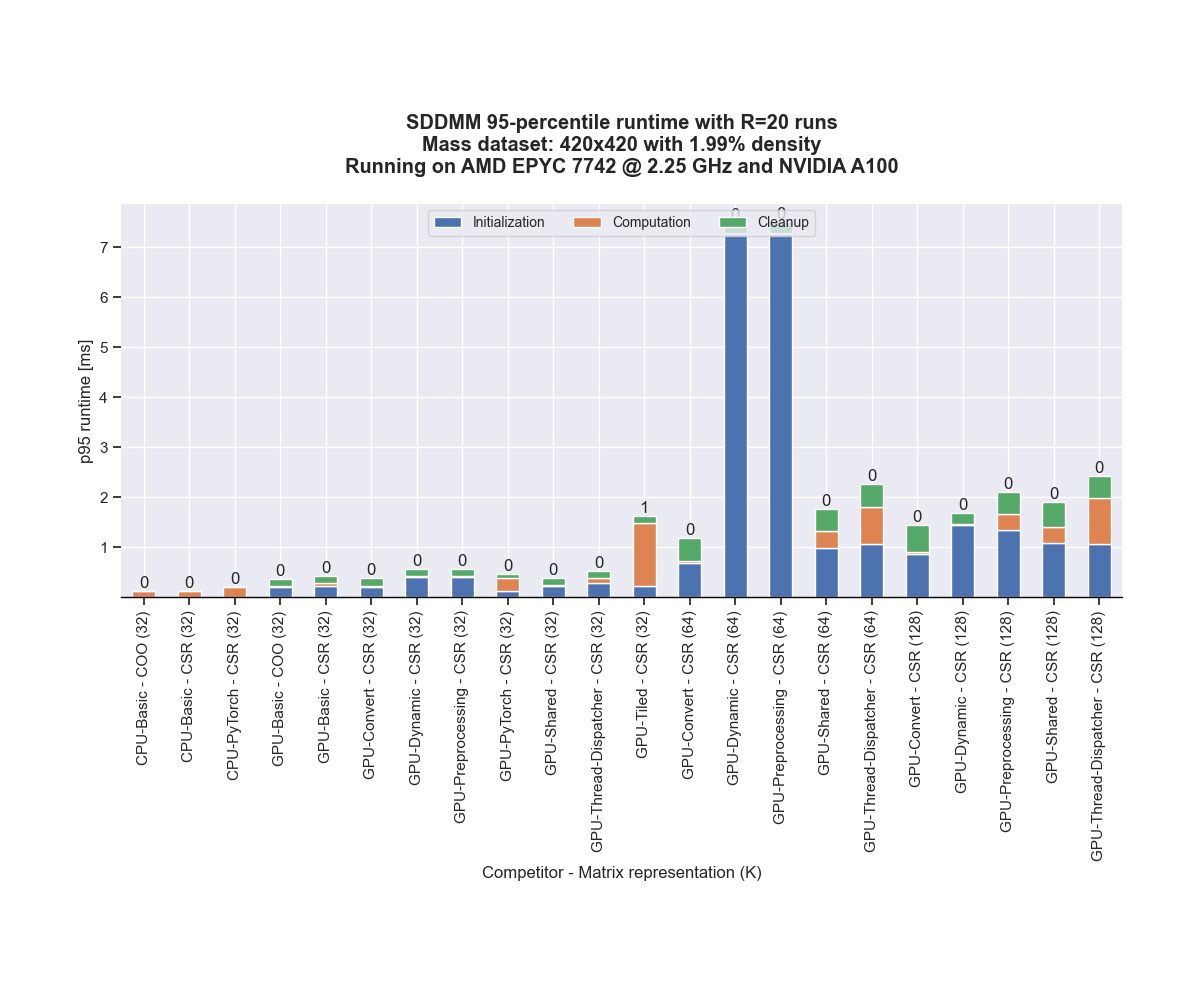 SDDMM 95-percentile runtime with R=20 runs
Mass dataset: 420x420 with 1.99% density
Running on AMD EPYC 7742 @ 2.25 GHz and NVIDIA A100
Initialization Computation Cleanup
p95 runtime [ms]
7
6
5
4
3
2
1
0 0 0 0 0 0 0 0 0 0 0 1 0 0 0 0 0 0 0 0 0 0
CPU-Basic - COO (32)
CPU-Basic - CSR (32)
CPU-PyTorch - CSR (32)
GPU-Basic - COO (32)
GPU-Basic - CSR (32)
GPU-Convert - CSR (32)
GPU-Dynamic - CSR (32)
GPU-Preprocessing - CSR (32)
GPU-PyTorch - CSR (32)
GPU-Shared - CSR (32)
GPU-Thread-Dispatcher - CSR (32)
GPU-Tiled - CSR (32)
GPU-Convert - CSR (64)
GPU-Dynamic - CSR (64)
GPU-Preprocessing - CSR (64)
GPU-Shared - CSR (64)
GPU-Thread-Dispatcher - CSR (64)
GPU-Convert - CSR (128)
GPU-Dynamic - CSR (128)
GPU-Preprocessing - CSR (128)
GPU-Shared - CSR (128)
GPU-Thread-Dispatcher - CSR (128)
Competitor - Matrix representation (K)